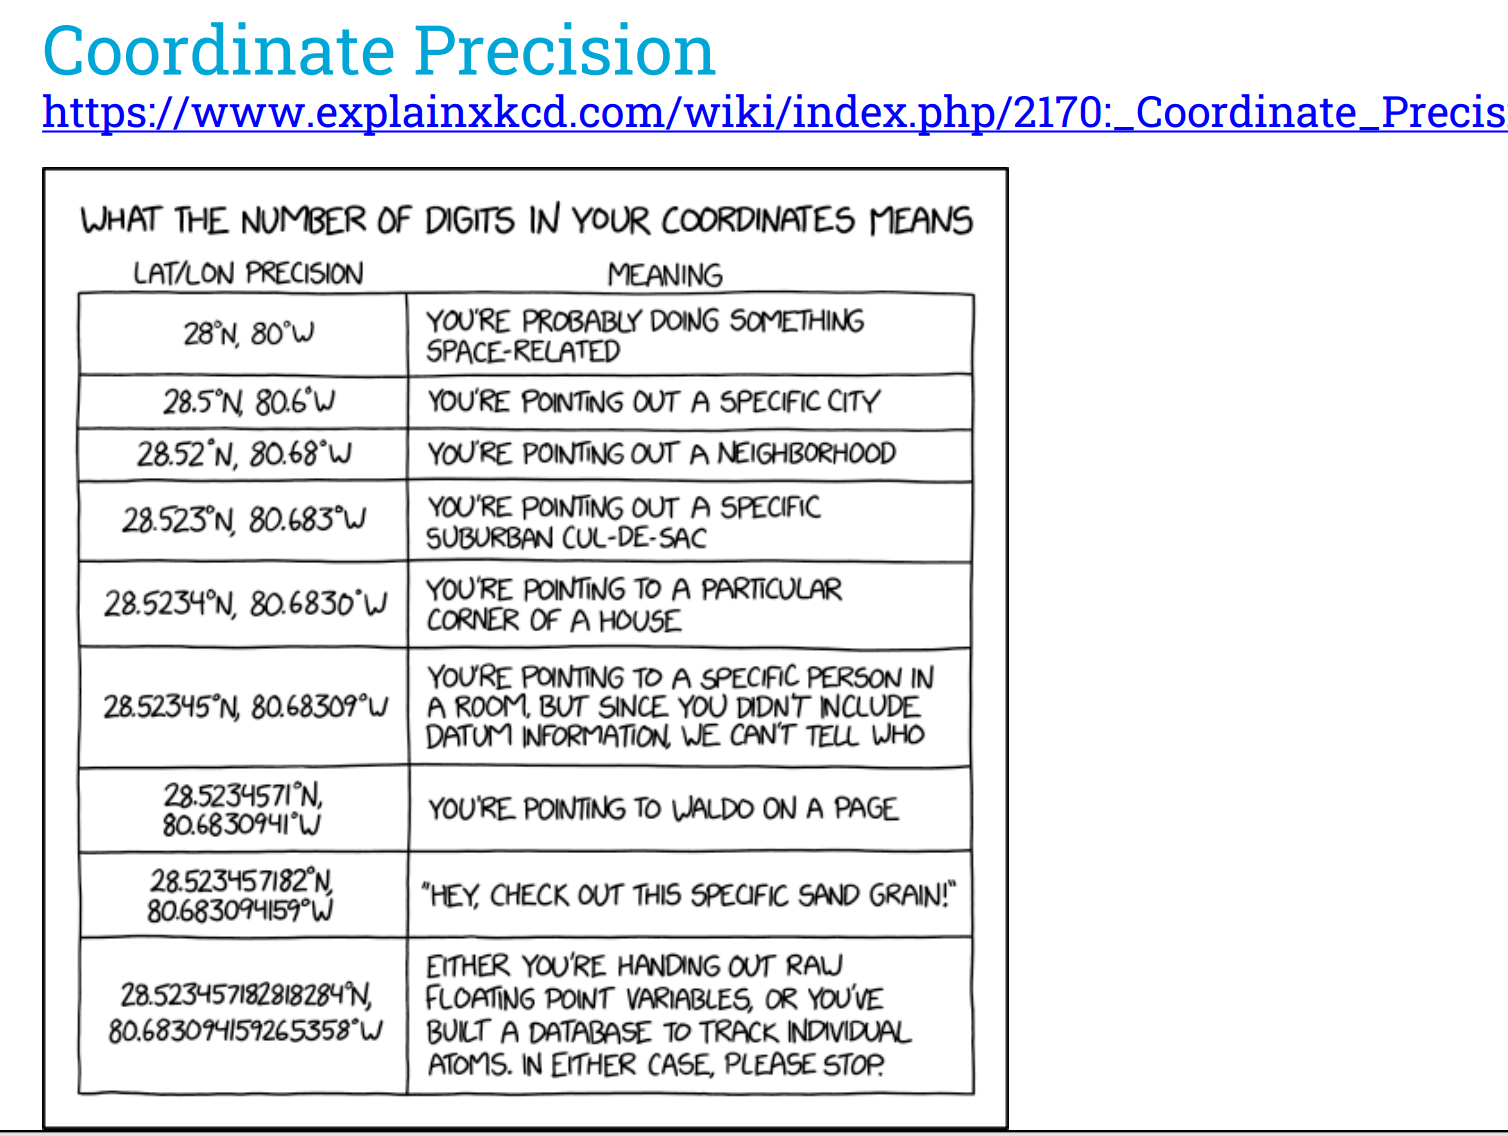 Coordinate Precision
https://www.explainxkcd.com/wiki/index.php/2170:_Coordinate_Precis
WHAT THE NUMBER OF DIGITS IN YOUR COORDINATES MEANS
LAT/LON PRECISION
MEANING
28°N, 80°W
YOU'RE PROBABLY DOING SOMETHING
SPACE-RELATED
28.5°N, 80.6°W
YOU'RE POINTING OUT A SPECIFIC CITY
28.52°N, 80.68°W
YOU'RE POINTING OUT A NEIGHBORHOOD
28.523°N, 80.683°W
YOU'RE POINTING OUT A SPECIFIC
SUBURBAN CUL-DE-SAC
28.5234°N, 80.6830°W
YOU'RE POINTING TO A PARTICULAR
CORNER OF A HOUSE
28.52345°N, 80.68309°W
YOU'RE POINTING TO A SPECIFIC PERSON IN
A ROOM, BUT SINCE YOU DIDN'T INCLUDE
DATUM INFORMATION, WE CAN'T TELL WHO
28.5234571°N,
80.6830941°W
YOU'RE POINTING TO WALDO ON A PAGE
28.523457182°N,
80.683094159°W
"HEY, CHECK OUT THIS SPECIFIC SAND GRAIN!"
28.523457182818284°N,
80.683094159265358°W
EITHER YOU'RE HANDING OUT RAW
FLOATING POINT VARIABLES, OR YOU'VE
BUILT A DATABASE TO TRACK INDIVIDUAL
ATOMS. IN EITHER CASE, PLEASE STOP.